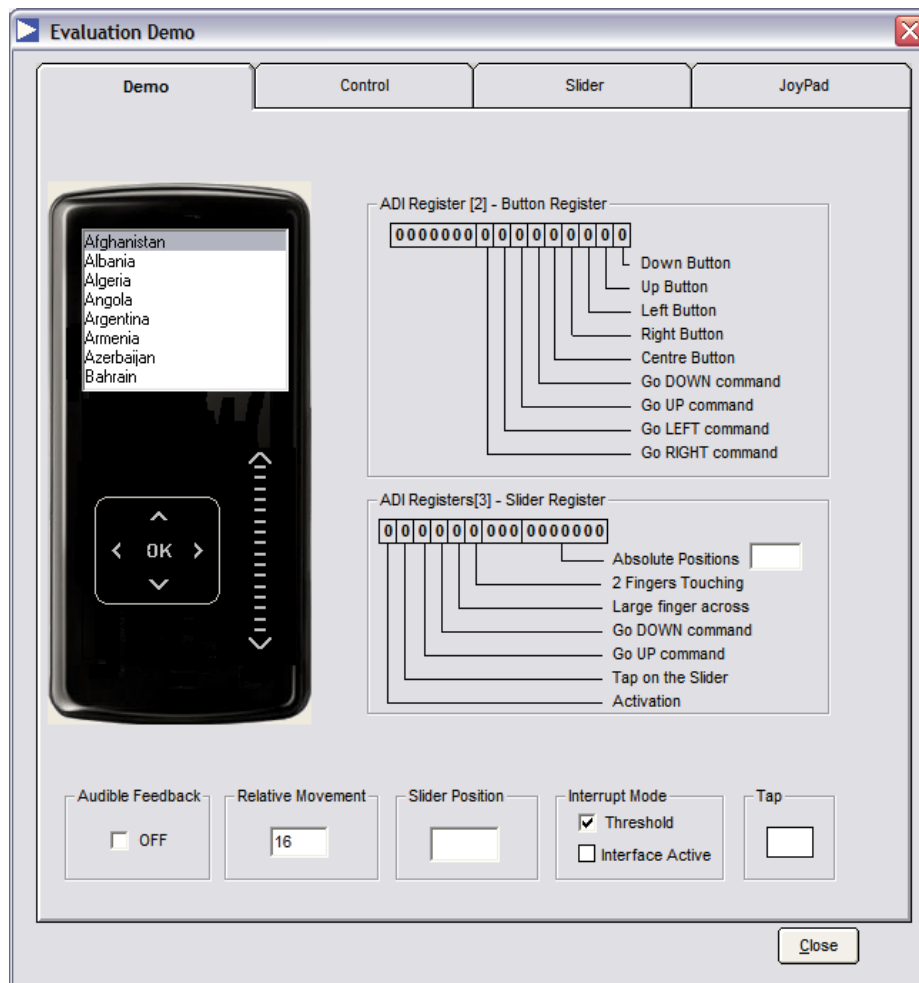 Evaluation Demo
Demo
Control
Slider
JoyPad
Afghanistan
Albania
Algeria
Angola
Argentina
Armenia
Azerbaijan
Bahrain
OK
ADI Register [2] - Button Register
0000000 0 0 0 0 0 0 0 0 0
Down Button
Up Button
Left Button
Right Button
Centre Button
Go DOWN command
Go UP command
Go LEFT command
Go RIGHT command
ADI Registers[3] - Slider Register
0 0 0 0 0 0 000 0000000
Absolute Positions
2 Fingers Touching
Large finger across
Go DOWN command
Go UP command
Tap on the Slider
Activation
Audible Feedback
OFF
Relative Movement
16
Slider Position
Interrupt Mode
Threshold
Interface Active
Tap
Close